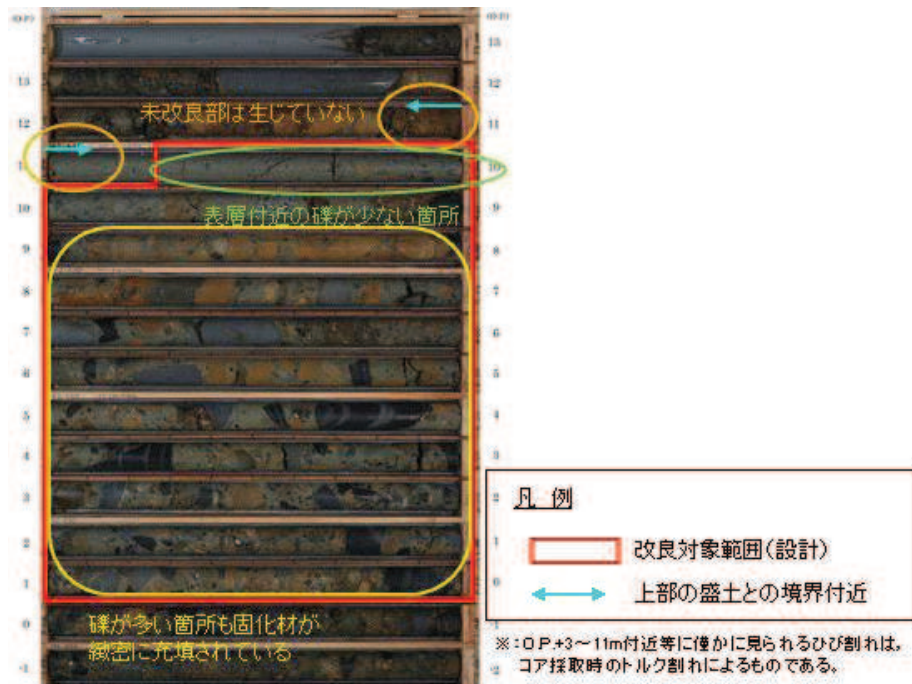 (O.P.) (O.P.)
13
13 12
未改良部は生じていない
12 11
10
表層付近の礫が少ない箇所
10 9
9 8
8 7
7 6
6 5
5 4
4 3
3 2
2 1
1 0
0
礫が多い箇所も固化材が
緻密に充填されている
-1 -2
凡 例
改良対象範囲(設計)
上部の盛土との境界付近
※:O.P.+3~11m付近等に僅かに見られるひび割れは、
コア採取時のトルク割れによるものである。